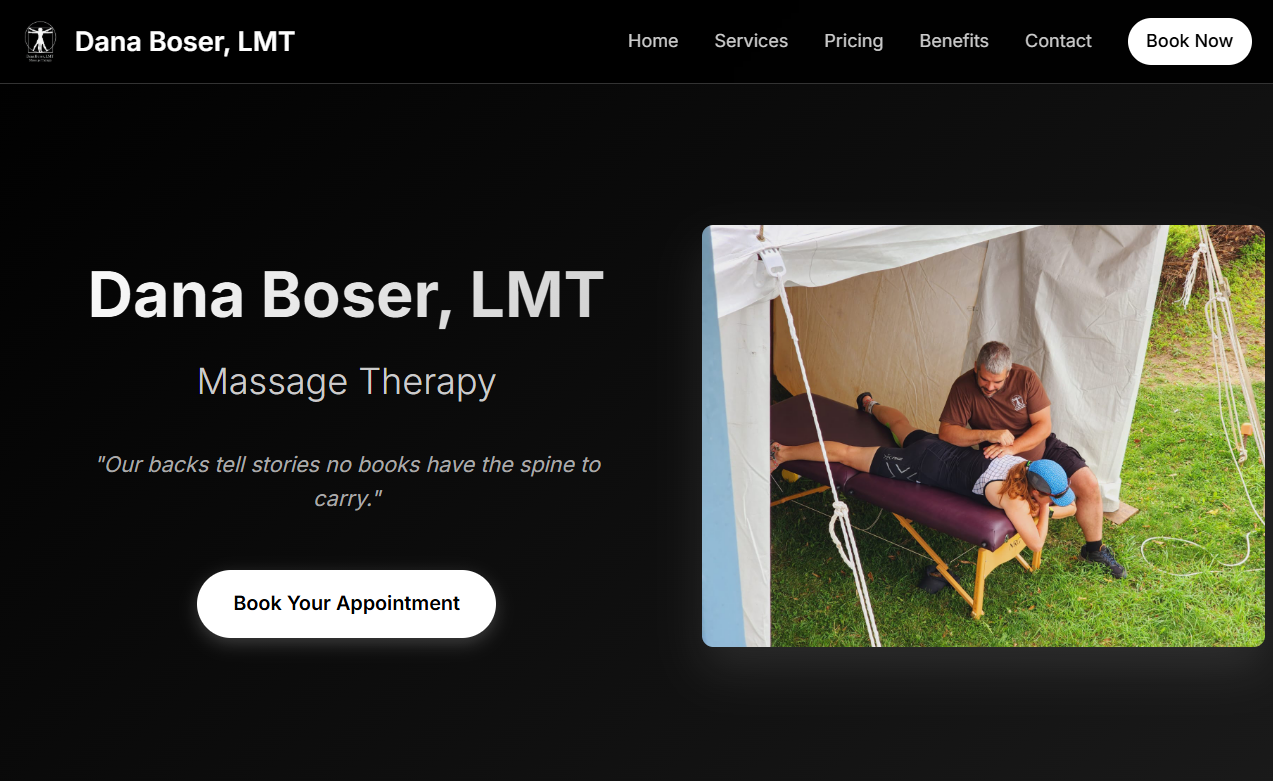 Dana Boser, LMT
Home
Services
Pricing
Benefits
Contact
Book Now
Dana Boser, LMT
Massage Therapy
"Our backs tell stories no books have the spine to
carry."
Book Your Appointment